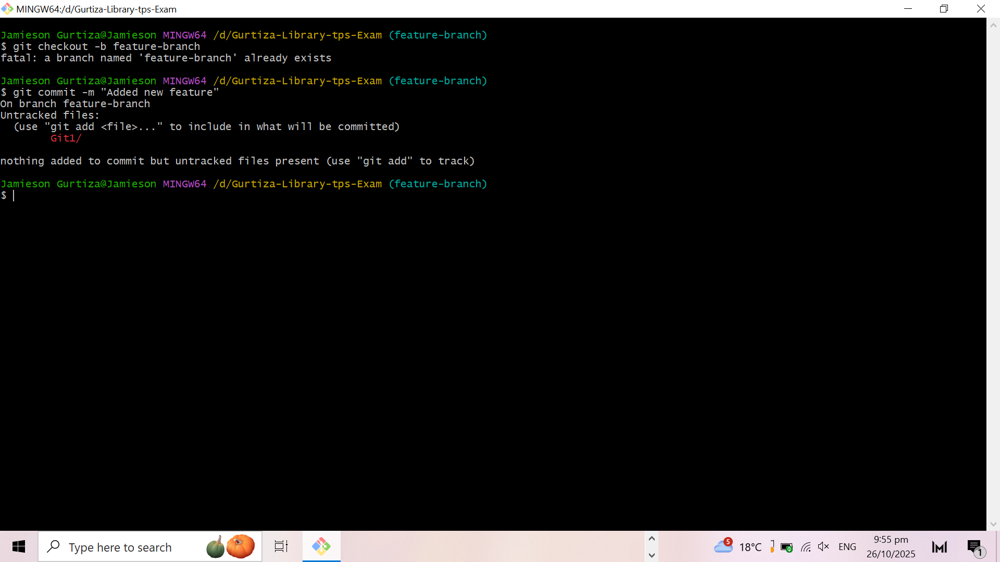 MINGW64:/d/Gurtiza-Library-tps-Exam
Jamieson Gurtiza@Jamieson MINGW64 /d/Gurtiza-Library-tps-Exam (feature-branch)
$ git checkout -b feature-branch
fatal: a branch named 'feature-branch' already exists
Jamieson Gurtiza@Jamieson MINGW64 /d/Gurtiza-Library-tps-Exam (feature-branch)
$ git commit -m "Added new feature"
On branch feature-branch
Untracked files:
  (use "git add <file>..." to include in what will be committed)
        Git1/
nothing added to commit but untracked files present (use "git add" to track)
Jamieson Gurtiza@Jamieson MINGW64 /d/Gurtiza-Library-tps-Exam (feature-branch)
$
Type here to search
5
18°C
ENG
9:55 pm
26/10/2025
1